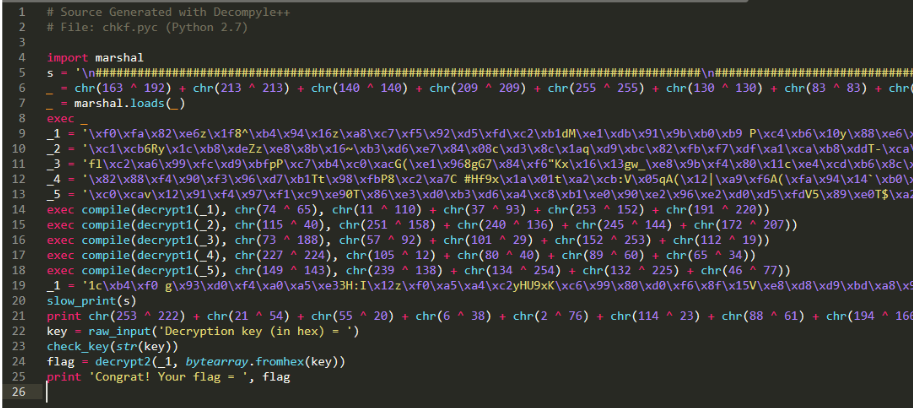 1 # Source Generated with Decompyle++
2 # File: chkf.pyc (Python 2.7)
3
4 import marshal
5 s = '\n#######################################################################################\n############################
6 _ = chr(163 ^ 192) + chr(213 ^ 213) + chr(140 ^ 140) + chr(209 ^ 209) + chr(255 ^ 255) + chr(130 ^ 130) + chr(83 ^ 83) + chr(
7 _ = marshal.loads(_)
8 exec _
9 _1 = '\xf0\xfa\x82\xe6z\x1f8^\xb4\x94\x16z\xa8\xc7\xf5\x92\xd5\xfd\xc2\xb1dM\xe1\xdb\x91\x9b\xb0\xb9 P\xc4\xb6\x10y\x88\xe6\
10 _2 = '\xc1\xcb6Ry\x1c\xb8\xdeZz\xe8\x8b\x16~\xb3\xd6\xe7\x84\x08c\xd3\x8c\x1aq\xd9\xbc\x82\xfb\xf7\xdf\xa1\xca\xb8\xddT-\xca\
11 _3 = 'fl\xc2\xa6\x99\xfc\xd9\xbfpP\xc7\xb4\xc0\xacG(\xe1\x968gG7\x84\xf6"Kx\x16\x13gw_\xe8\x9b\xf4\x80\x11c\xe4\xcd\xb6\x8c\
12 _4 = '\x82\x88\xf4\x90\xf3\x96\xd7\xb1Tt\x98\xfbP8\xc2\xa7C #Hf9x\x1a\x01t\xa2\xcb:V\x05qA(\x12|\xa9\xf6A(\xfa\x94\x14`\xb0\
13 _5 = '\xc0\xcav\x12\x91\xf4\x97\xf1\xc9\xe90T\x86\xe3\xd0\xb3\xd6\xa4\xc8\xb1\xe0\x90\xe2\x96\xe2\xd0\xd5\xfdV5\x89\xe0T$\xa2
14 exec compile(decrypt1(_1), chr(74 ^ 65), chr(11 ^ 110) + chr(37 ^ 93) + chr(253 ^ 152) + chr(191 ^ 220))
15 exec compile(decrypt1(_2), chr(115 ^ 40), chr(251 ^ 158) + chr(240 ^ 136) + chr(245 ^ 144) + chr(172 ^ 207))
16 exec compile(decrypt1(_3), chr(73 ^ 188), chr(57 ^ 92) + chr(101 ^ 29) + chr(152 ^ 253) + chr(112 ^ 19))
17 exec compile(decrypt1(_4), chr(227 ^ 224), chr(105 ^ 12) + chr(80 ^ 40) + chr(89 ^ 60) + chr(65 ^ 34))
18 exec compile(decrypt1(_5), chr(149 ^ 143), chr(239 ^ 138) + chr(134 ^ 254) + chr(132 ^ 225) + chr(46 ^ 77))
19 _1 = '1c\xb4\xf0 g\x93\xd0\xf4\xa0\xa5\xe33H:I\x12z\xf0\xa5\xa4\xc2yHU9xK\xc6\x99\x80\xd0\xf6\x8f\x15V\xe8\xd8\xd9\xbd\xa8\x9
20 slow_print(s)
21 print chr(253 ^ 222) + chr(21 ^ 54) + chr(55 ^ 20) + chr(6 ^ 38) + chr(2 ^ 76) + chr(114 ^ 23) + chr(88 ^ 61) + chr(194 ^ 166
22 key = raw_input('Decryption key (in hex) = ')
23 check_key(str(key))
24 flag = decrypt2(_1, bytearray.fromhex(key))
25 print 'Congrat! Your flag = ', flag
26